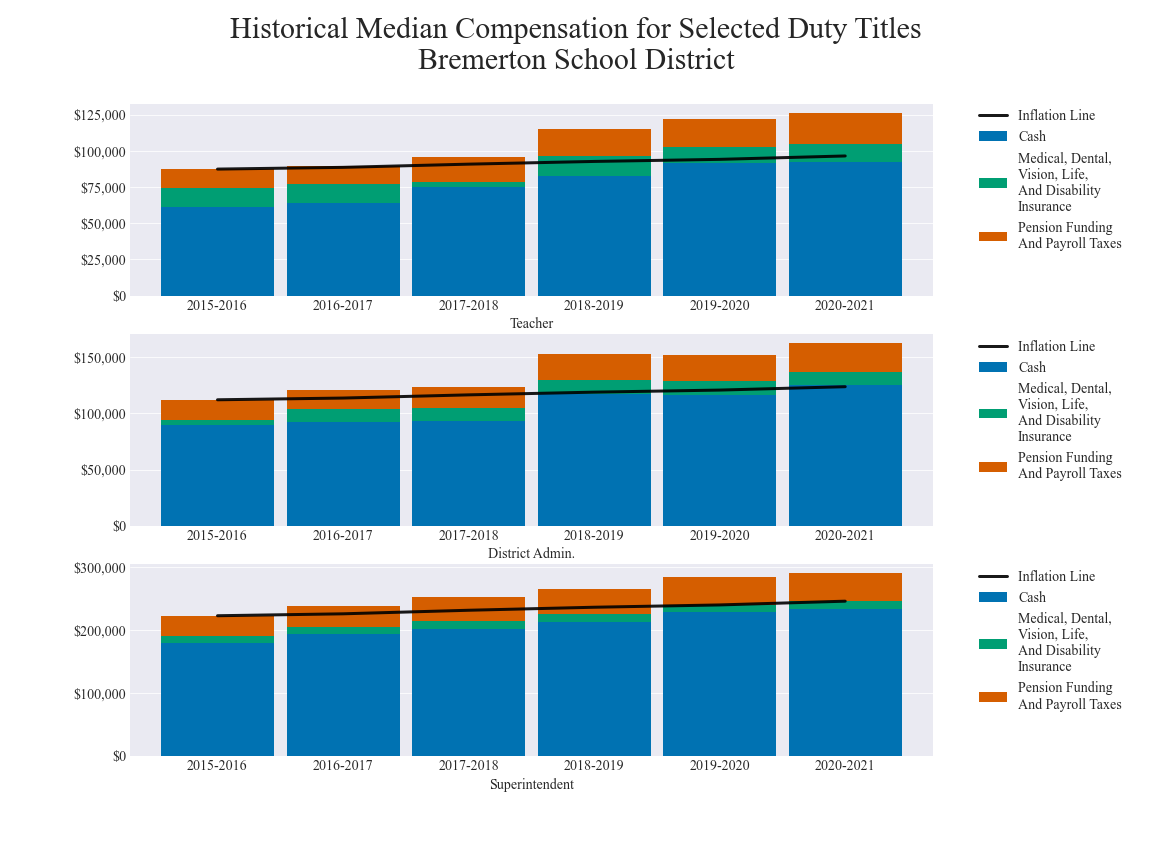 Historical Median Compensation for Selected Duty Titles
Bremerton School District
$125,000
$100,000
$75,000
$50,000
$25,000
$0
2015-2016 2016-2017 2017-2018 2018-2019 2019-2020 2020-2021
Teacher
Inflation Line
Cash
Medical, Dental,
Vision, Life,
And Disability
Insurance
Pension Funding
And Payroll Taxes
$150,000
$100,000
$50,000
$0
2015-2016 2016-2017 2017-2018 2018-2019 2019-2020 2020-2021
District Admin.
Inflation Line
Cash
Medical, Dental,
Vision, Life,
And Disability
Insurance
Pension Funding
And Payroll Taxes
$300,000
$200,000
$100,000
$0
2015-2016 2016-2017 2017-2018 2018-2019 2019-2020 2020-2021
Superintendent
Inflation Line
Cash
Medical, Dental,
Vision, Life,
And Disability
Insurance
Pension Funding
And Payroll Taxes